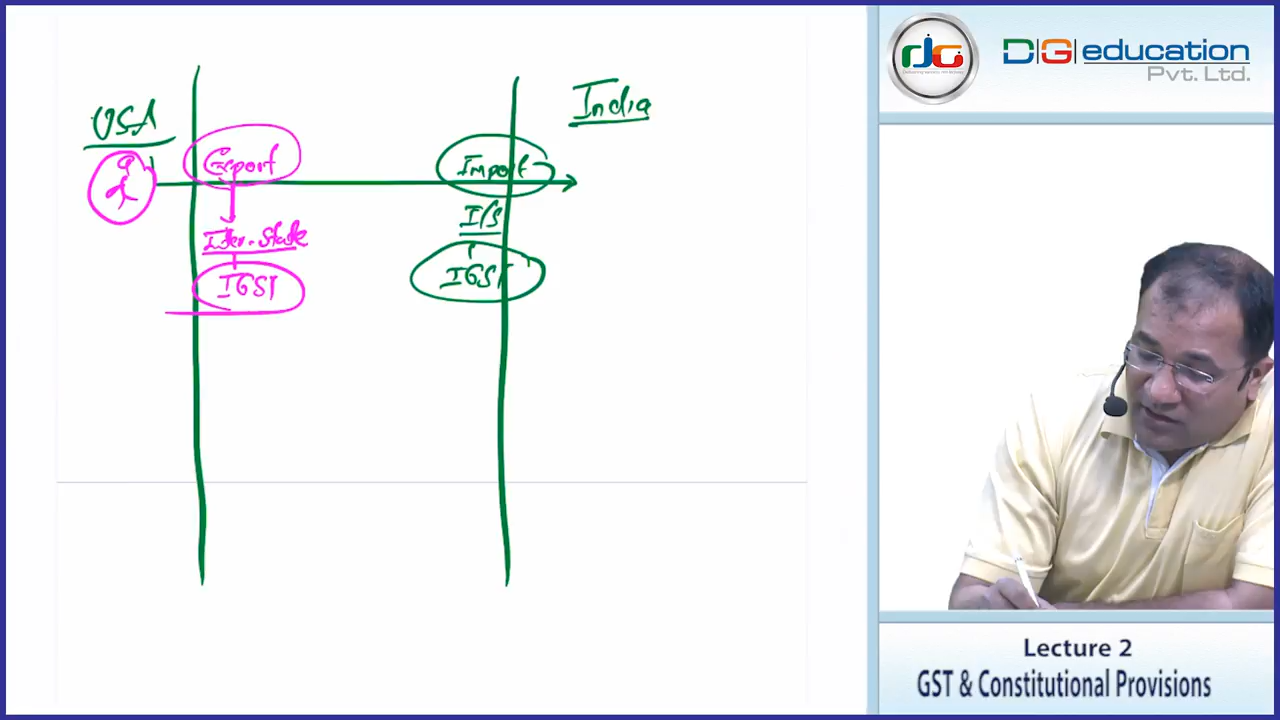 USA
India
Export
Import
Inter-State
I/S
IGST
IGST
DG education
Pvt. Ltd.
Lecture 2
GST & Constitutional Provisions